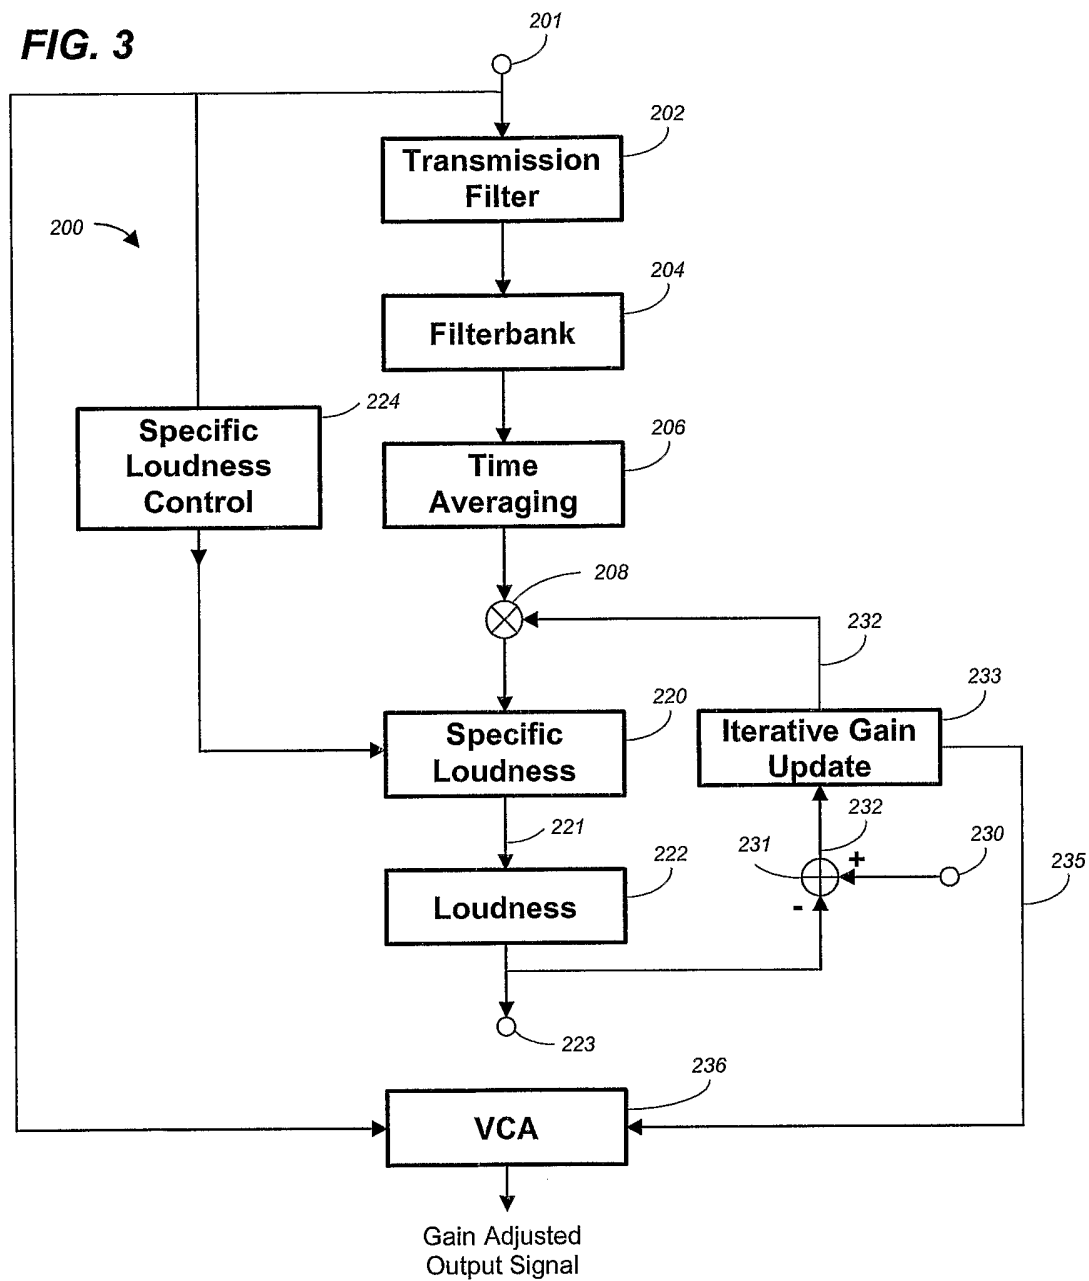 FIG. 3
201
202
Transmission
Filter
200
204
Filterbank
224
Specific
Loudness
Control
206
Time
Averaging
208
232
233
220
Specific
Loudness
Iterative Gain
Update
221
232
222
231
+
230
235
Loudness
-
223
236
VCA
Gain Adjusted
Output Signal